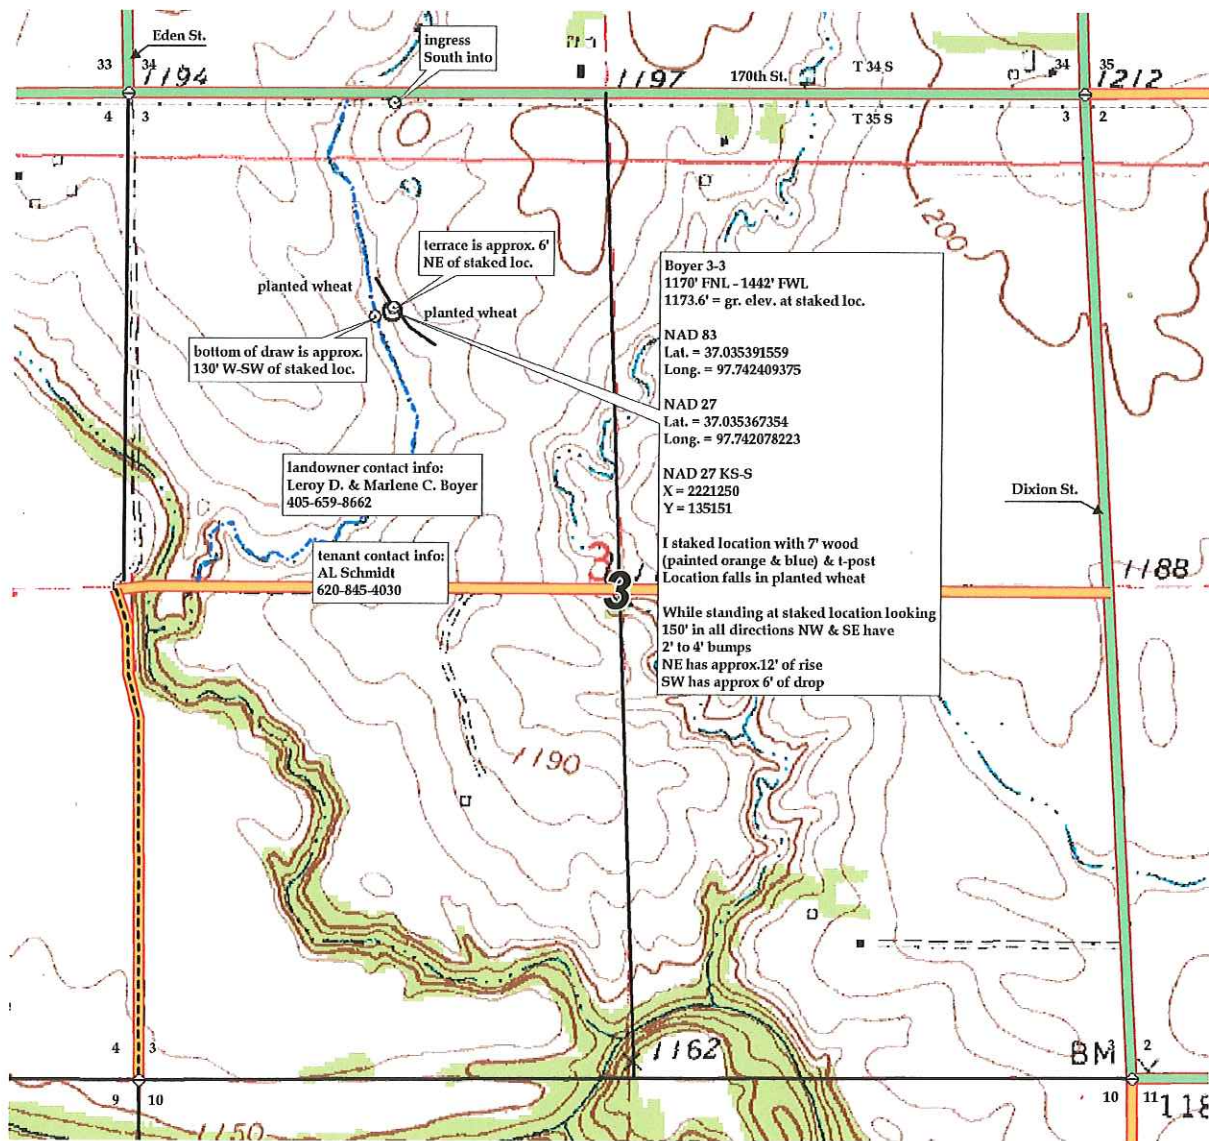 Eden St.
33 34
1194
4 3
ingress
South into
1197
170th St.
T 34 S
T 35 S
34 35
1212
3 2
1200
terrace is approx. 6'
NE of staked loc.
planted wheat
planted wheat
bottom of draw is approx.
130' W-SW of staked loc.
Boyer 3-3
1170' FNL - 1442' FWL
1173.6' = gr. elev. at staked loc.
NAD 83
Lat. = 37.035391559
Long. = 97.742409375
NAD 27
Lat. = 37.035367354
Long. = 97.742078223
NAD 27 KS-S
X = 2221250
Y = 135151
I staked location with 7' wood
(painted orange & blue) & t-post
Location falls in planted wheat
While standing at staked location looking
150' in all directions NW & SE have
2' to 4' bumps
NE has approx.12' of rise
SW has approx 6' of drop
landowner contact info:
Leroy D. & Marlene C. Boyer
405-659-8662
tenant contact info:
AL Schmidt
620-845-4030
Dixion St.
3
3
1188
1190
4 3
9 10
1162
1150
BM
3 2
10 11
118